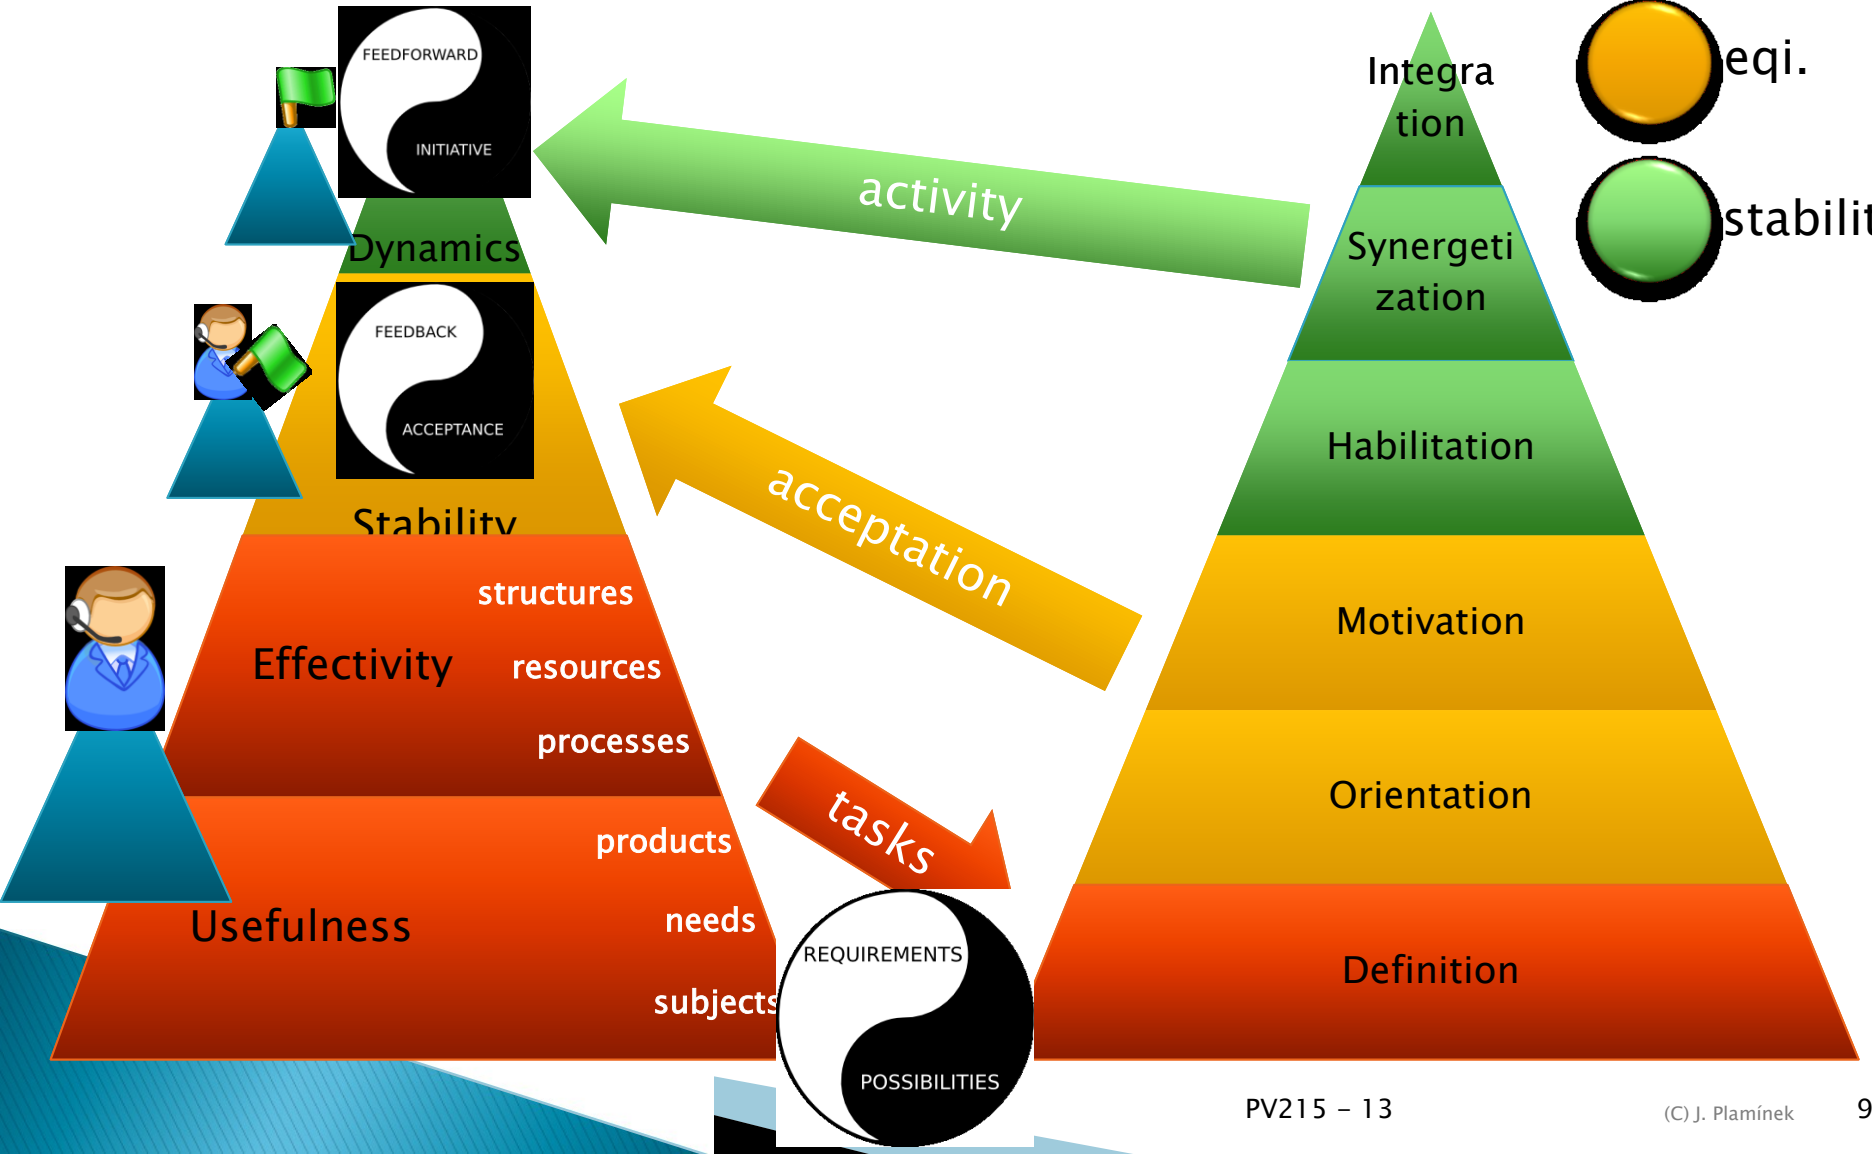 FEEDFORWARD
INITIATIVE
Dynamics
FEEDBACK
ACCEPTANCE
Stability
structures
Effectivity
resources
processes
products
needs
Usefulness
subjects
activity
acceptation
tasks
REQUIREMENTS
POSSIBILITIES
Integra
tion
Synergeti
zation
Habilitation
Motivation
Orientation
Definition
eqi.
stabilit
PV215 – 13
(C) J. Plamínek
9